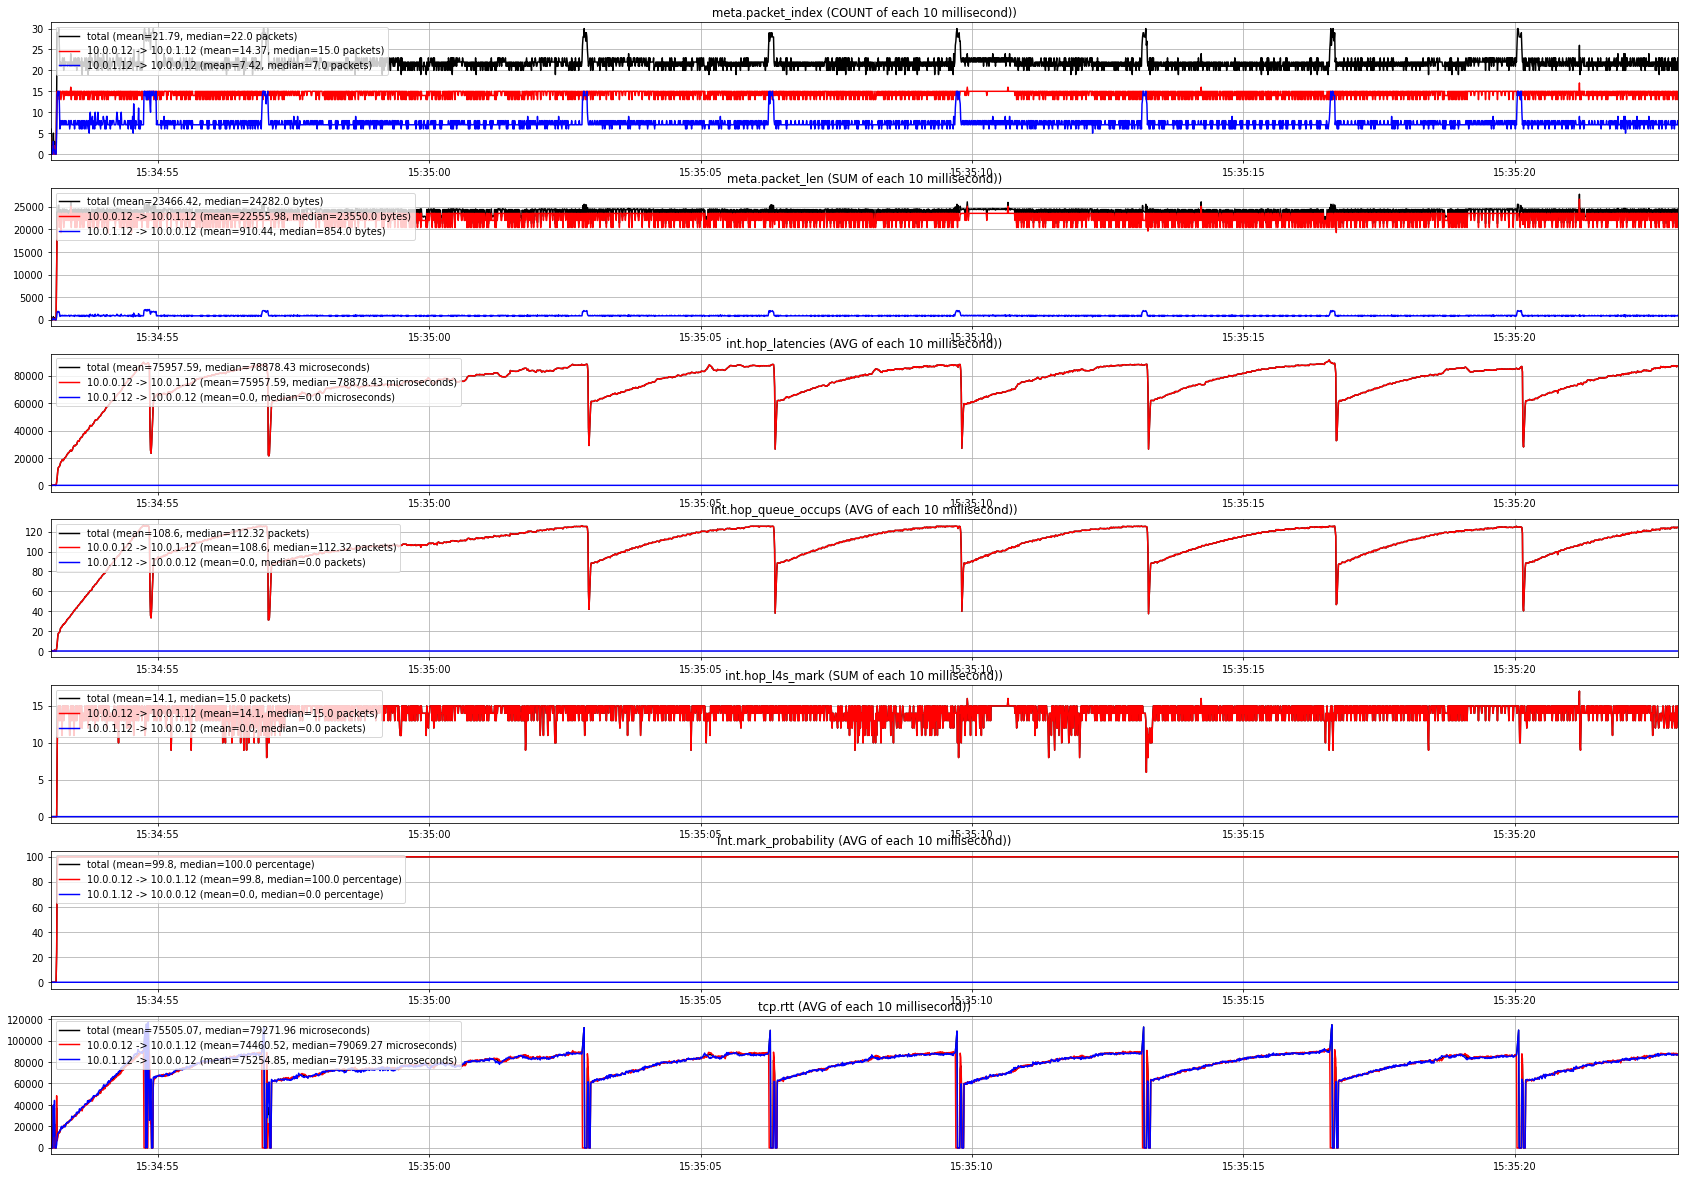 meta.packet_index (COUNT of each 10 millisecond))
30
25
20
15
10
5
0
total (mean=21.79, median=22.0 packets)
10.0.0.12 -> 10.0.1.12 (mean=14.37, median=15.0 packets)
10.0.1.12 -> 10.0.0.12 (mean=7.42, median=7.0 packets)
15:34:55 15:35:00 15:35:05 15:35:10 15:35:15 15:35:20
meta.packet_len (SUM of each 10 millisecond))
25000
20000
15000
10000
5000
0
total (mean=23466.42, median=24282.0 bytes)
10.0.0.12 -> 10.0.1.12 (mean=22555.98, median=23550.0 bytes)
10.0.1.12 -> 10.0.0.12 (mean=910.44, median=854.0 bytes)
15:34:55 15:35:00 15:35:05 15:35:10 15:35:15 15:35:20
int.hop_latencies (AVG of each 10 millisecond))
80000
60000
40000
20000
0
total (mean=75957.59, median=78878.43 microseconds)
10.0.0.12 -> 10.0.1.12 (mean=75957.59, median=78878.43 microseconds)
10.0.1.12 -> 10.0.0.12 (mean=0.0, median=0.0 microseconds)
15:34:55 15:35:00 15:35:05 15:35:10 15:35:15 15:35:20
int.hop_queue_occups (AVG of each 10 millisecond))
120
100
80
60
40
20
0
total (mean=108.6, median=112.32 packets)
10.0.0.12 -> 10.0.1.12 (mean=108.6, median=112.32 packets)
10.0.1.12 -> 10.0.0.12 (mean=0.0, median=0.0 packets)
15:34:55 15:35:00 15:35:05 15:35:10 15:35:15 15:35:20
int.hop_l4s_mark (SUM of each 10 millisecond))
15
10
5
0
total (mean=14.1, median=15.0 packets)
10.0.0.12 -> 10.0.1.12 (mean=14.1, median=15.0 packets)
10.0.1.12 -> 10.0.0.12 (mean=0.0, median=0.0 packets)
15:34:55 15:35:00 15:35:05 15:35:10 15:35:15 15:35:20
int.mark_probability (AVG of each 10 millisecond))
100
80
60
40
20
0
total (mean=99.8, median=100.0 percentage)
10.0.0.12 -> 10.0.1.12 (mean=99.8, median=100.0 percentage)
10.0.1.12 -> 10.0.0.12 (mean=0.0, median=0.0 percentage)
15:34:55 15:35:00 15:35:05 15:35:10 15:35:15 15:35:20
tcp.rtt (AVG of each 10 millisecond))
120000
100000
80000
60000
40000
20000
0
total (mean=75505.07, median=79271.96 microseconds)
10.0.0.12 -> 10.0.1.12 (mean=74460.52, median=79069.27 microseconds)
10.0.1.12 -> 10.0.0.12 (mean=75254.85, median=79195.33 microseconds)
15:34:55 15:35:00 15:35:05 15:35:10 15:35:15 15:35:20